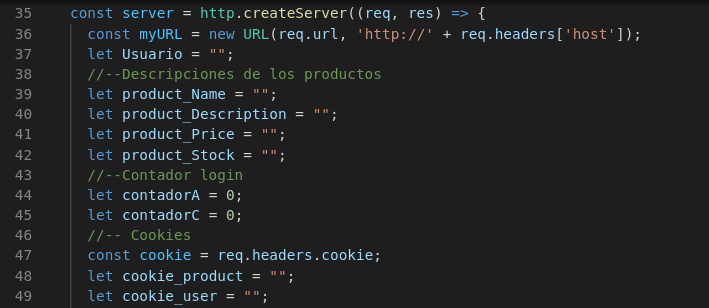 35 const server = http.createServer((req, res) => {
36 const myURL = new URL(req.url, 'http://' + req.headers['host']);
37 let Usuario = "";
38 //--Descripciones de los productos
39 let product_Name = "";
40 let product_Description = "";
41 let product_Price = "";
42 let product_Stock = "";
43 //--Contador login
44 let contadorA = 0;
45 let contadorC = 0;
46 //-- Cookies
47 const cookie = req.headers.cookie;
48 let cookie_product = "";
49 let cookie_user = "";